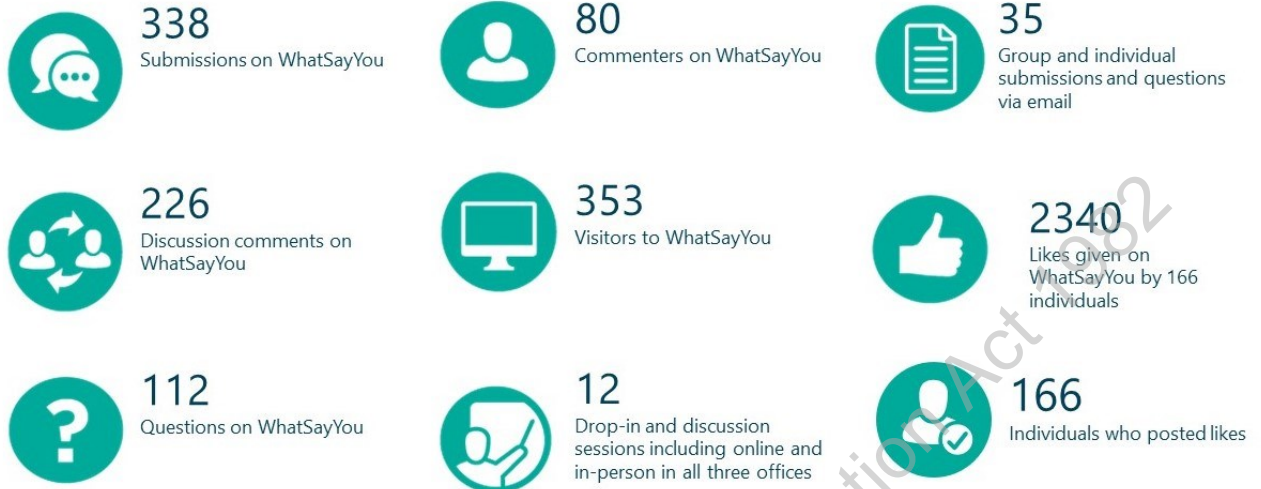 338
Submissions on WhatSayYou
80
Commenters on WhatSayYou
35
Group and individual
submissions and questions
via email
226
Discussion comments on
WhatSayYou
353
Visitors to WhatSayYou
2340
Likes given on
WhatSayYou by 166
individuals
112
Questions on WhatSayYou
12
Drop-in and discussion
sessions including online and
in-person in all three offices
166
Individuals who posted likes
Act 1982